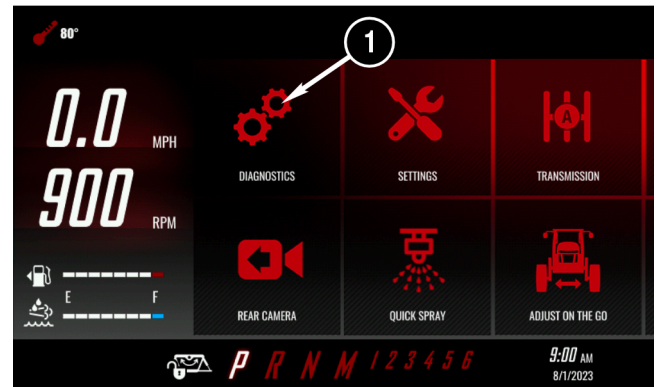 80°
1
0.0 MPH
900 RPM
E F
DIAGNOSTICS
SETTINGS
TRANSMISSION
A
REAR CAMERA
QUICK SPRAY
ADJUST ON THE GO
P R N M 1 2 3 4 5 6
9:00 AM
8/1/2023